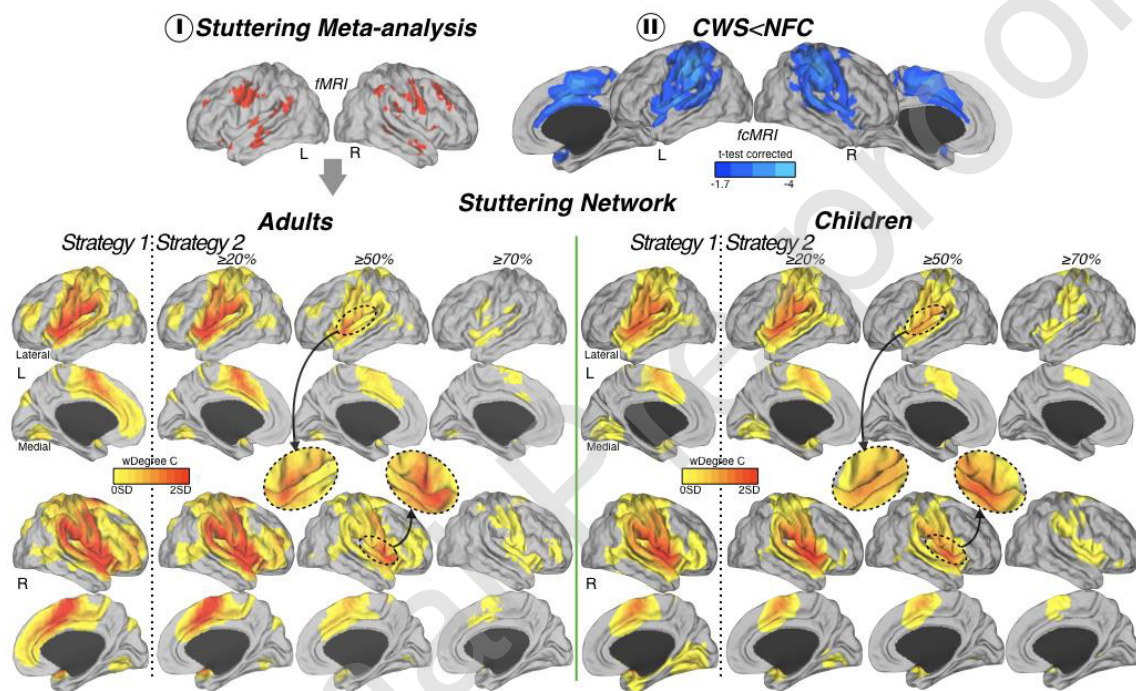 I Stuttering Meta-analysis
II CWS<NFC
fMRI
L
R
fcMRI
L
R
t-test corrected
-1.7
-4
Stuttering Network
Adults
Children
Strategy 1
Strategy 2
≥20%
≥50%
≥70%
Strategy 1
Strategy 2
≥20%
≥50%
≥70%
Lateral
L
Medial
wDegree C
0SD
2SD
R
Lateral
L
Medial
wDegree C
0SD
2SD
R